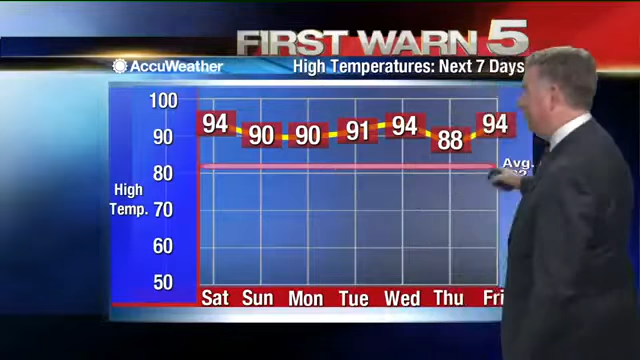 FIRST WARN 5
AccuWeather
High Temperatures: Next 7 Days
100
90
80
70
60
50
High
Temp.
94
90
90
91
94
88
94
Avg.
Sat Sun Mon Tue Wed Thu Fri